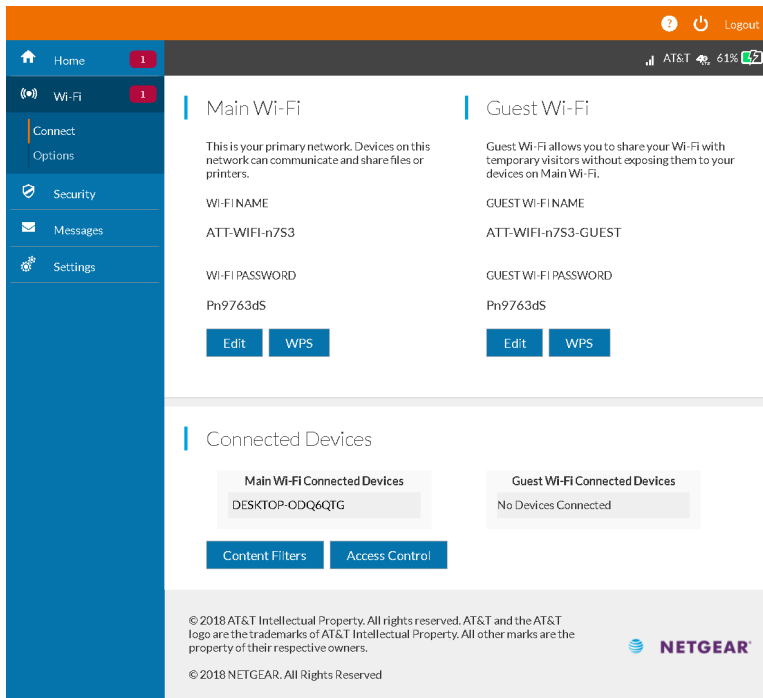 ? Logout
AT&T 4G LTE 61%
Home 1
Wi-Fi 1
Connect
Options
Security
Messages
Settings
Main Wi-Fi
This is your primary network. Devices on this
network can communicate and share files or
printers.
WI-FI NAME
ATT-WIFI-n7S3
WI-FI PASSWORD
Pn9763dS
Edit WPS
Guest Wi-Fi
Guest Wi-Fi allows you to share your Wi-Fi with
temporary visitors without exposing them to your
devices on Main Wi-Fi.
GUEST WI-FI NAME
ATT-WIFI-n7S3-GUEST
GUEST WI-FI PASSWORD
Pn9763dS
Edit WPS
Connected Devices
Main Wi-Fi Connected Devices
DESKTOP-ODQ6QTG
Guest Wi-Fi Connected Devices
No Devices Connected
Content Filters Access Control
© 2018 AT&T Intellectual Property. All rights reserved. AT&T and the AT&T
logo are the trademarks of AT&T Intellectual Property. All other marks are the
property of their respective owners.
© 2018 NETGEAR. All Rights Reserved
NETGEAR®